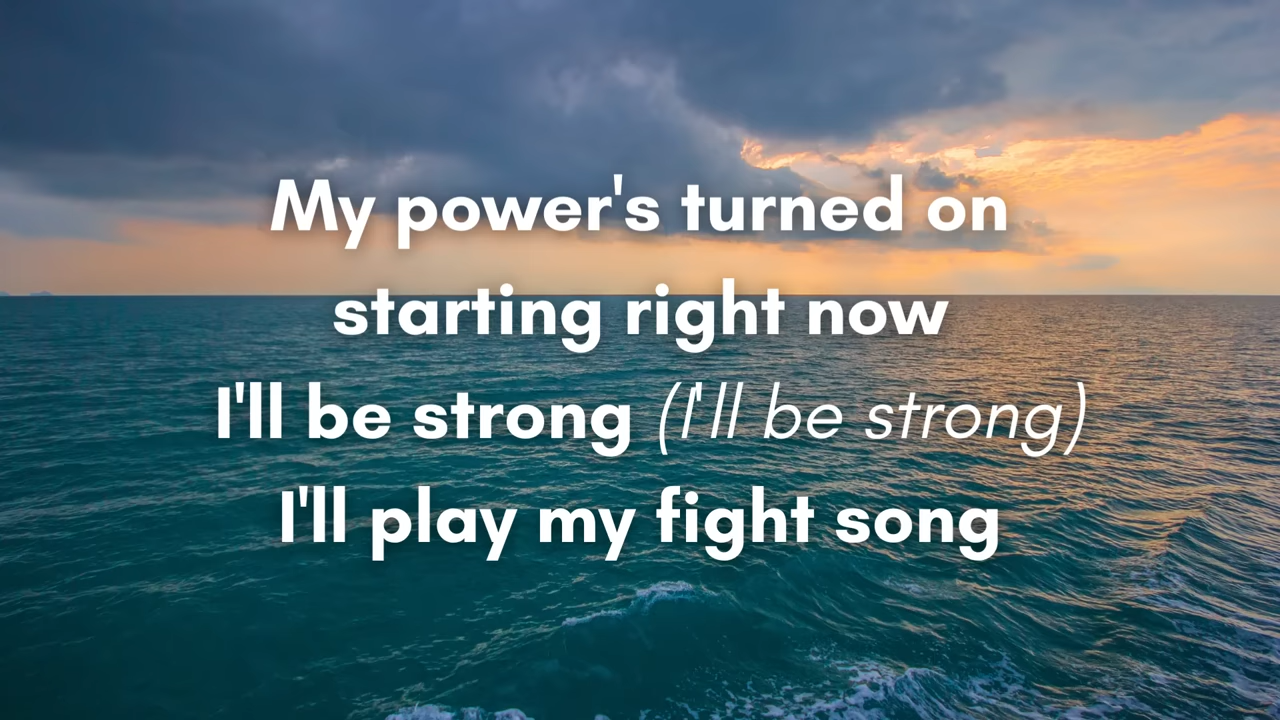 My power's turned on
starting right now
I'll be strong (I'll be strong)
I'll play my fight song